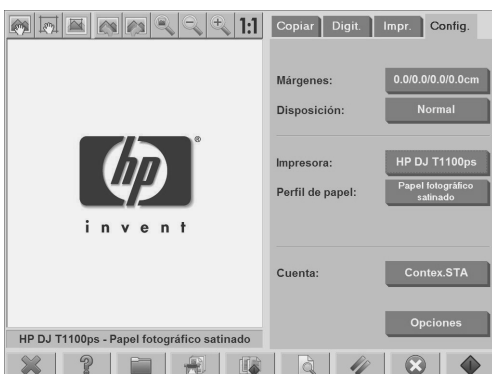 1:1
Copiar Digit. Impr. Config.
Márgenes: 0.0/0.0/0.0/0.0cm
Disposición: Normal
hp®
invent
Impresora: HP DJ T1100ps
Perfil de papel: Papel fotográfico
satinado
Cuenta: Contex.STA
Opciones
HP DJ T1100ps - Papel fotográfico satinado
?